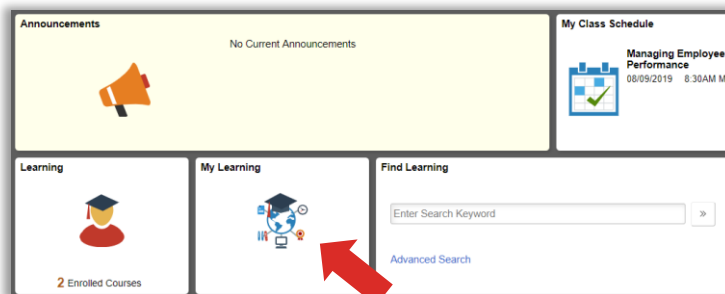 Announcements
No Current Announcements
My Class Schedule
Managing Employee
Performance
08/09/2019 8:30AM M
Learning
2 Enrolled Courses
My Learning
Find Learning
Enter Search Keyword
»
Advanced Search